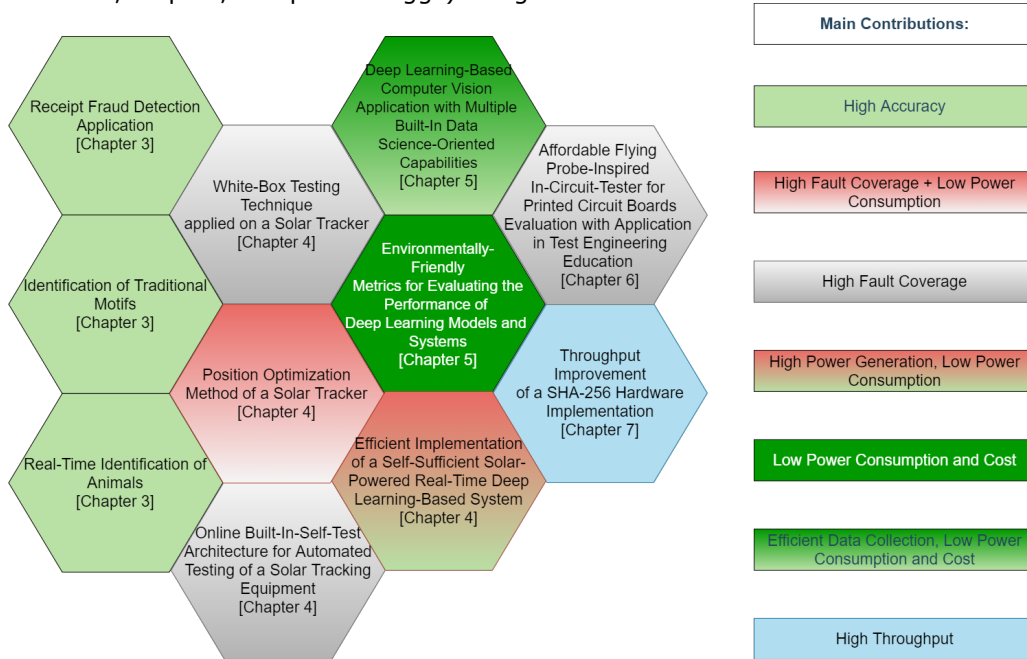 Receipt Fraud Detection
Application
[Chapter 3]
Identification of Traditional
Motifs
[Chapter 3]
Real-Time Identification of
Animals
[Chapter 3]
White-Box Testing
Technique
applied on a Solar Tracker
[Chapter 4]
Position Optimization
Method of a Solar Tracker
[Chapter 4]
Online Built-In-Self-Test
Architecture for Automated
Testing of a Solar Tracking
Equipment
[Chapter 4]
Deep Learning-Based
Computer Vision
Application with Multiple
Built-In Data
Science-Oriented
Capabilities
[Chapter 5]
Environmentally-
Friendly
Metrics for Evaluating the
Performance of
Deep Learning Models and
Systems
[Chapter 5]
Efficient Implementation
of a Self-Sufficient Solar-
Powered Real-Time Deep
Learning-Based System
[Chapter 4]
Affordable Flying
Probe-Inspired
In-Circuit-Tester for
Printed Circuit Boards
Evaluation with Application
in Test Engineering
Education
[Chapter 6]
Throughput
Improvement
of a SHA-256 Hardware
Implementation
[Chapter 7]
Main Contributions:
High Accuracy
High Fault Coverage + Low Power
Consumption
High Fault Coverage
High Power Generation, Low Power
Consumption
Low Power Consumption and Cost
Efficient Data Collection, Low Power
Consumption and Cost
High Throughput